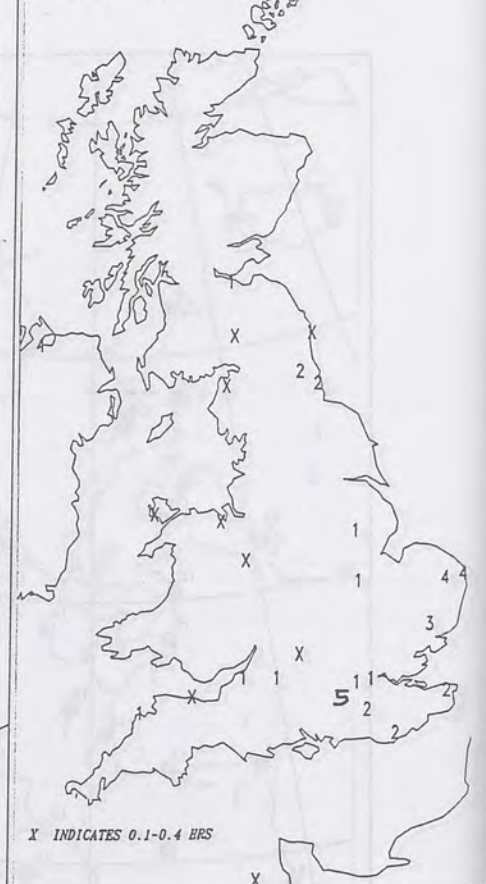 X X
2
X 2
X X
1
X
4 4
1
3
X
1 1 1 1
X 5 2
1 2
2
X INDICATES 0.1-0.4 HRS
X